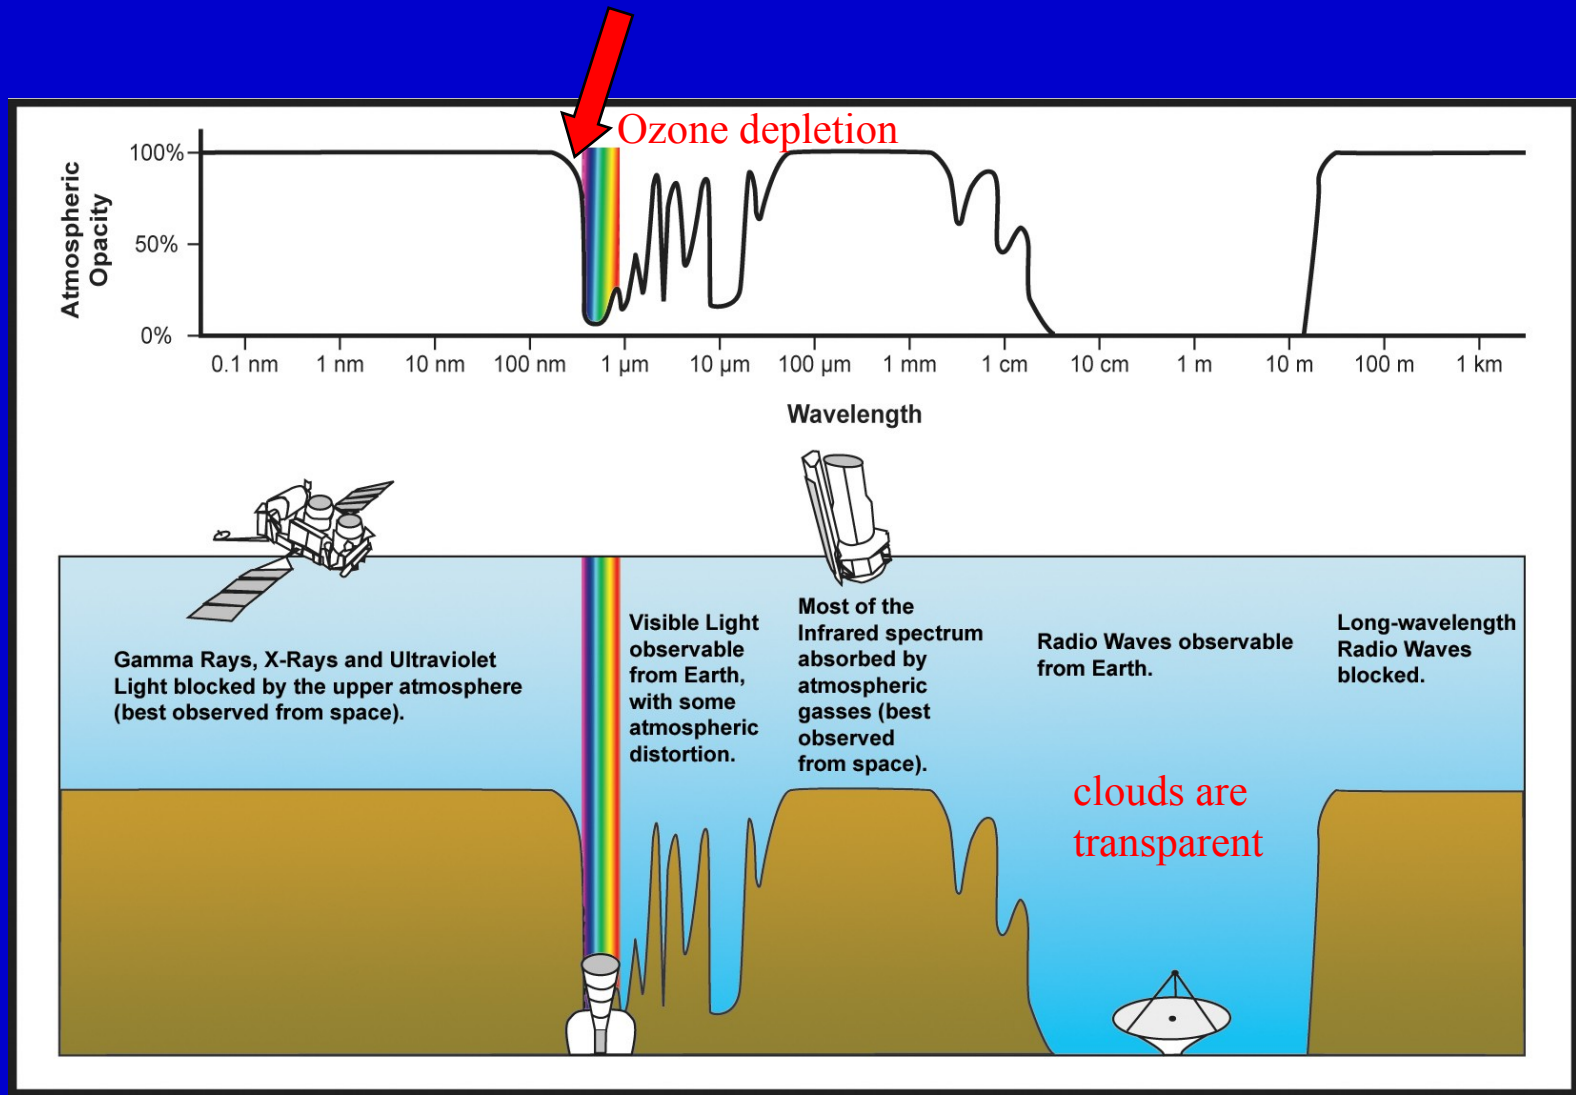 Ozone depletion
Atmospheric
Opacity
100%
50%
0%
0.1 nm
1 nm
10 nm
100 nm
1 µm
10 µm
100 µm
1 mm
1 cm
10 cm
1 m
10 m
100 m
1 km
Wavelength
Gamma Rays, X-Rays and Ultraviolet
Light blocked by the upper atmosphere
(best observed from space).
Visible Light
observable
from Earth,
with some
atmospheric
distortion.
Most of the
Infrared spectrum
absorbed by
atmospheric
gasses (best
observed
from space).
Radio Waves observable
from Earth.
Long-wavelength
Radio Waves
blocked.
clouds are
transparent